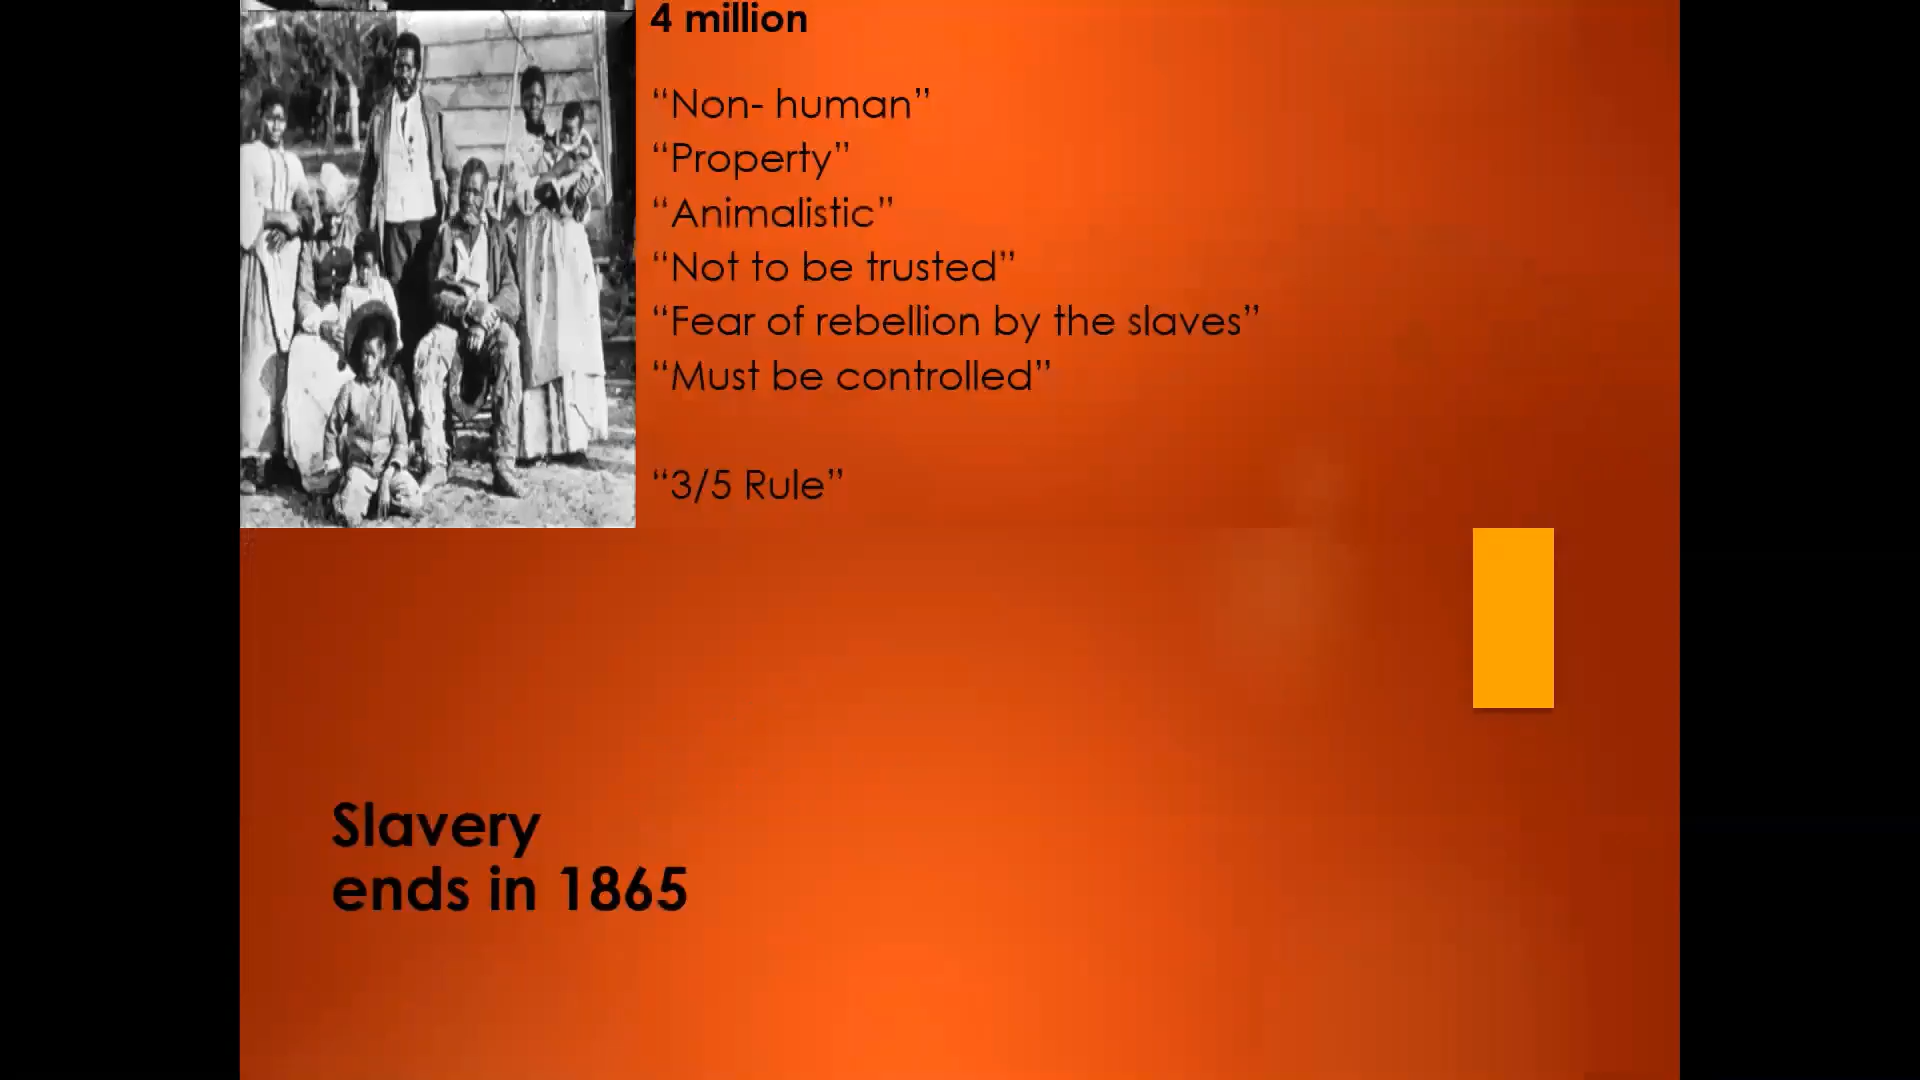 4 million
“Non- human”
“Property”
“Animalistic”
“Not to be trusted”
“Fear of rebellion by the slaves”
“Must be controlled”
“3/5 Rule”
Slavery
ends in 1865